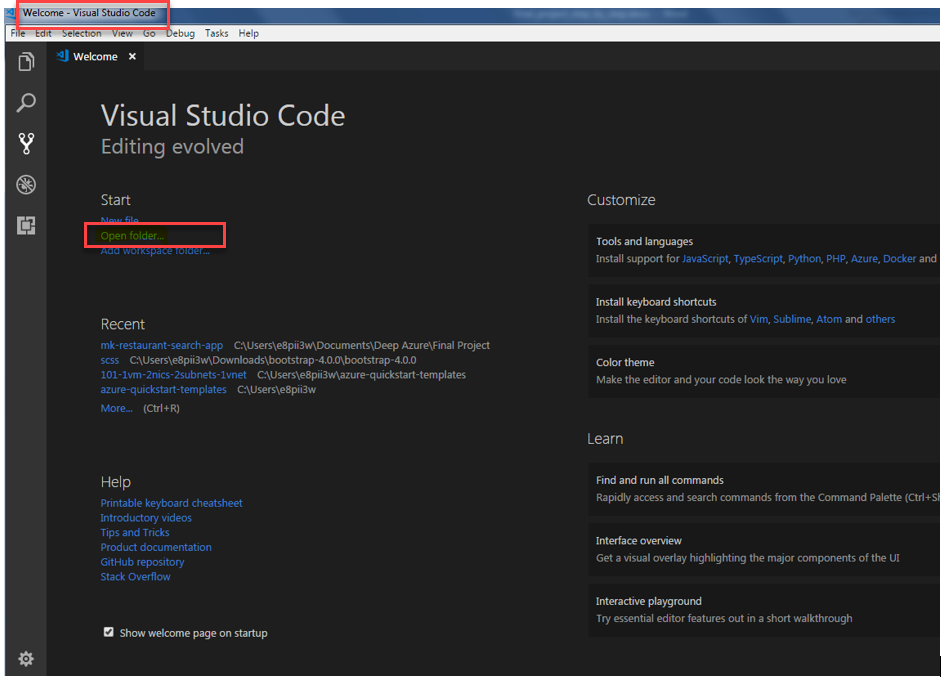 Welcome - Visual Studio Code
File Edit Selection View Go Debug Tasks Help
Welcome
Visual Studio Code
Editing evolved
Start
New file
Open folder...
Add workspace folder...
Recent
mk-restaurant-search-app C:\Users\e8pii3w\Documents\Deep Azure\Final Project
scss C:\Users\e8pii3w\Downloads\bootstrap-4.0.0\bootstrap-4.0.0
101-1vm-2nics-2subnets-1vnet C:\Users\e8pii3w\azure-quickstart-templates
azure-quickstart-templates C:\Users\e8pii3w
More... (Ctrl+R)
Help
Printable keyboard cheatsheet
Introductory videos
Tips and Tricks
Product documentation
GitHub repository
Stack Overflow
Show welcome page on startup
Customize
Tools and languages
Install support for JavaScript, TypeScript, Python, PHP, Azure, Docker and
Install keyboard shortcuts
Install the keyboard shortcuts of Vim, Sublime, Atom and others
Color theme
Make the editor and your code look the way you love
Learn
Find and run all commands
Rapidly access and search commands from the Command Palette (Ctrl+Sh
Interface overview
Get a visual overlay highlighting the major components of the UI
Interactive playground
Try essential editor features out in a short walkthrough